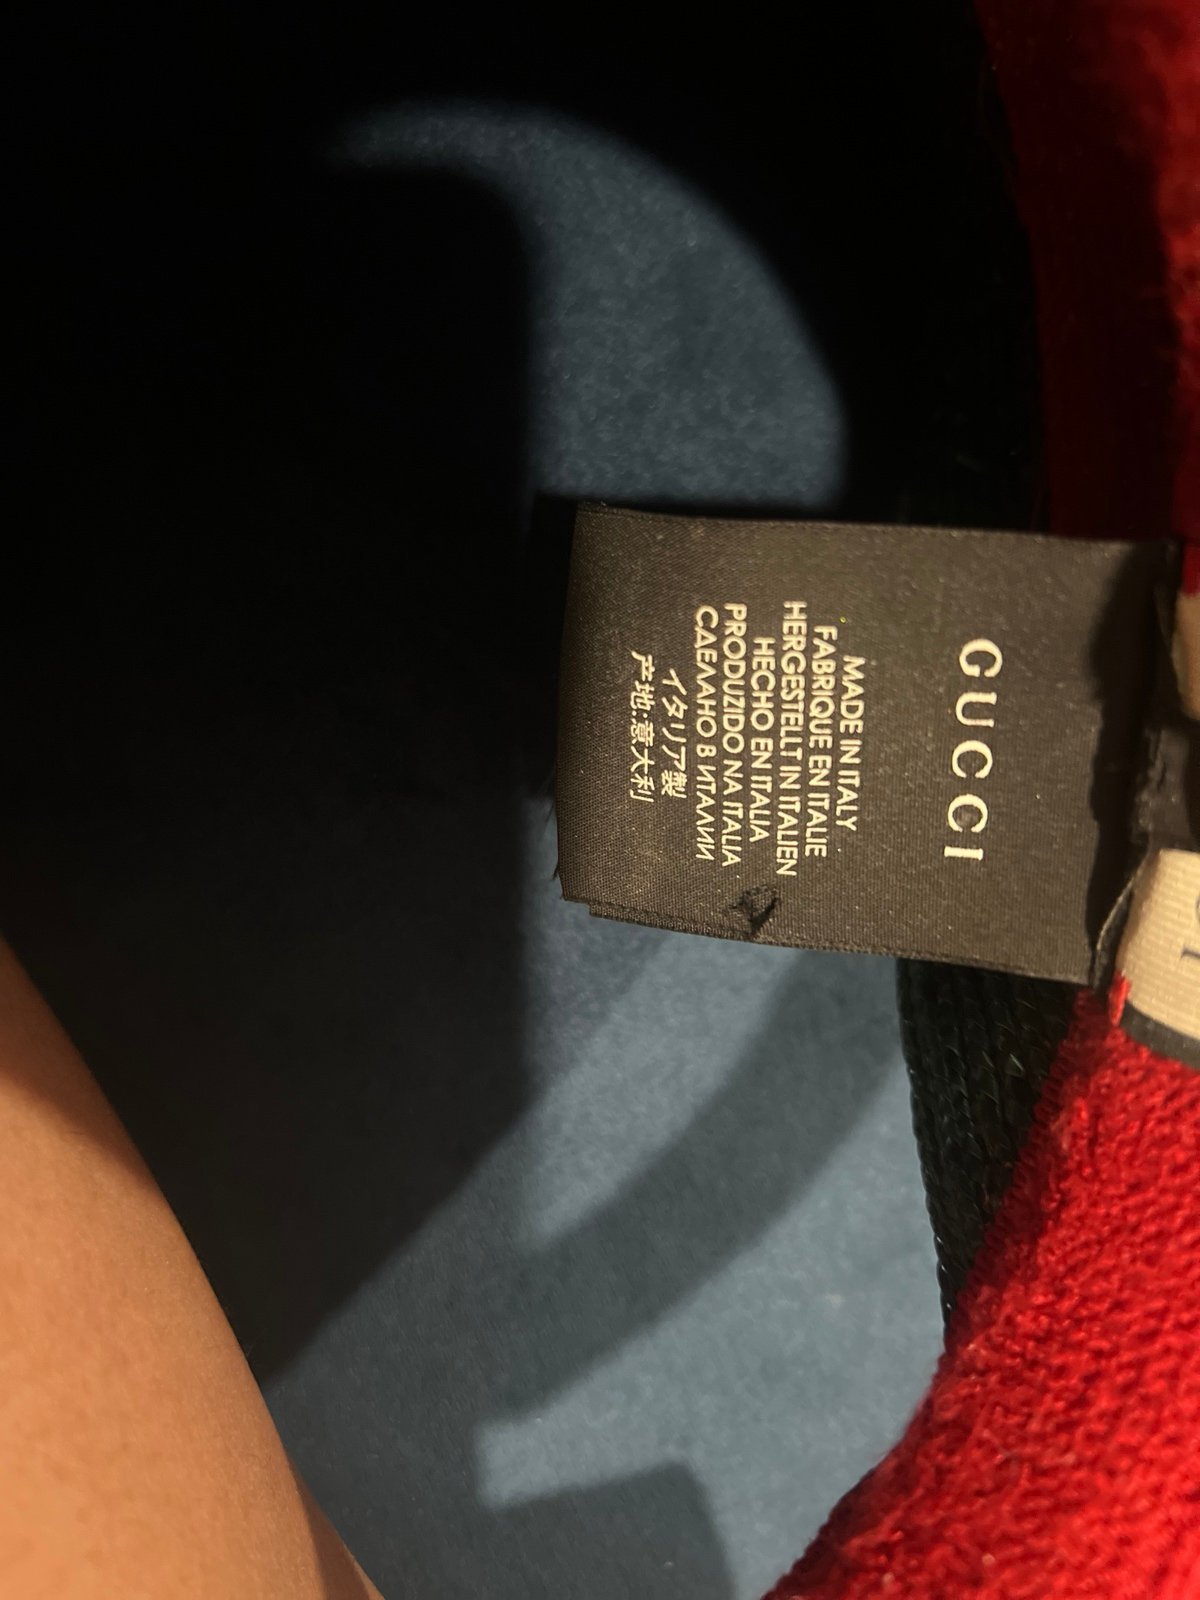 GUCCI
MADE IN ITALY
FABRIQUE EN ITALIE
HERGESTELLT IN ITALIEN
HECHO EN ITALIA
PRODUZIDO NA ITALIA
СДЕЛАНО В ИТАЛИИ
イタリア製
产地:意大利